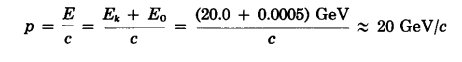 p = E/c = (E_k + E_0)/c = (20.0 + 0.0005) GeV/c ≈ 20 GeV/c